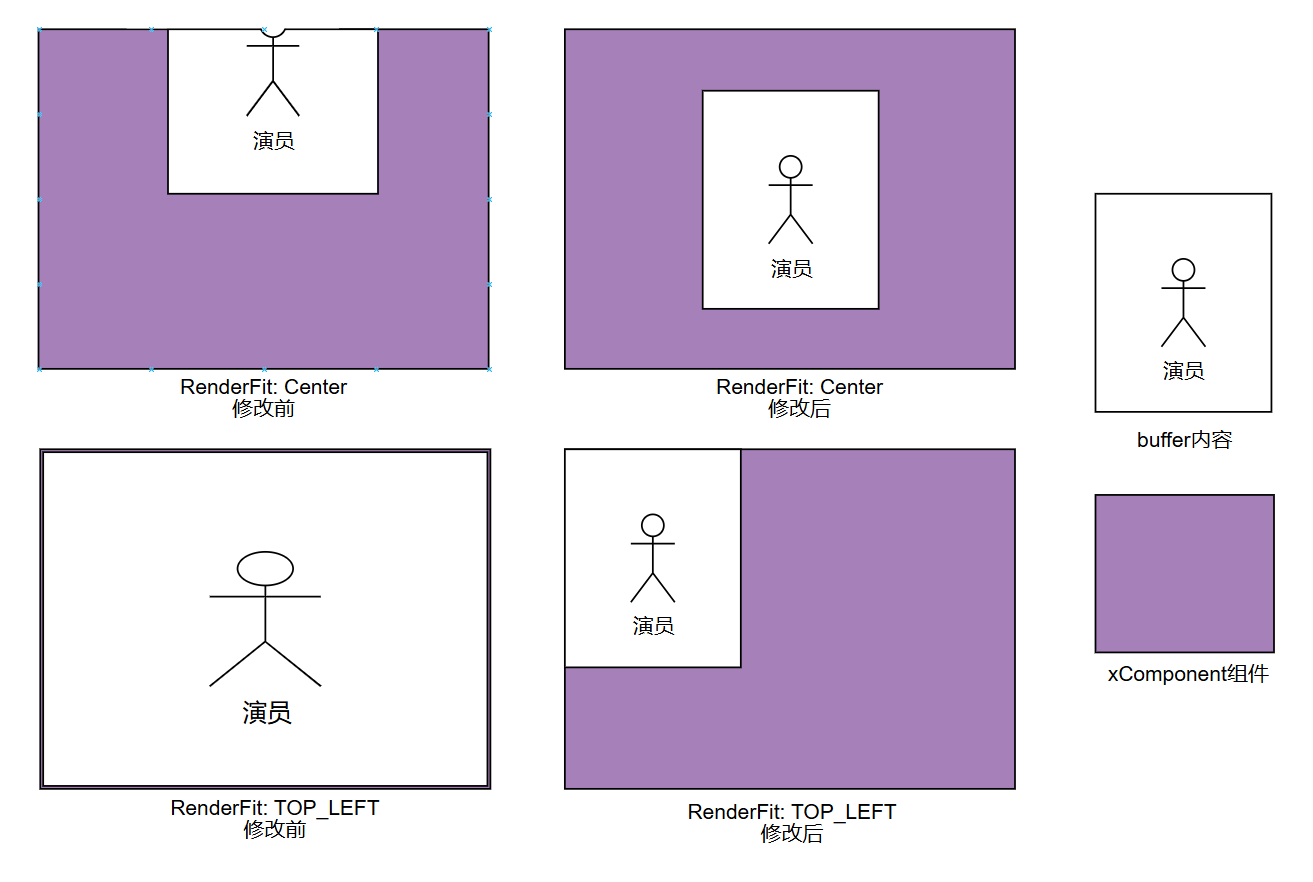 演员
RenderFit: Center
修改前
演员
RenderFit: Center
修改后
演员
buffer内容
演员
RenderFit: TOP_LEFT
修改前
演员
RenderFit: TOP_LEFT
修改后
xComponent组件